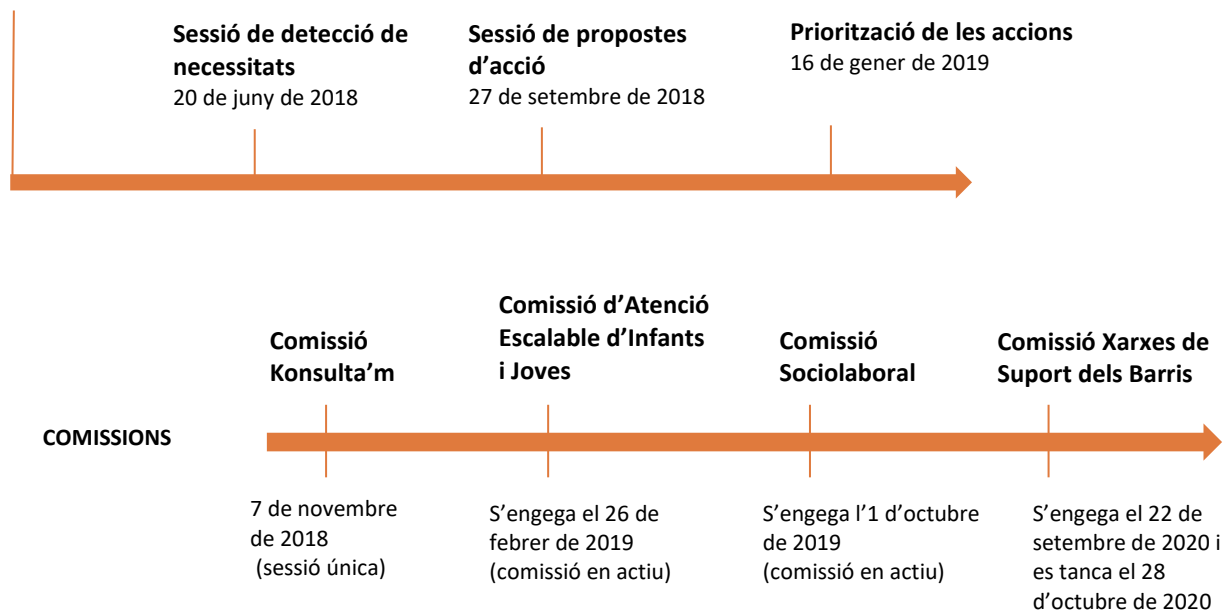 Sessió de detecció de
necessitats
20 de juny de 2018
Sessió de propostes
d’acció
27 de setembre de 2018
Priorització de les accions
16 de gener de 2019
COMISSIONS
Comissió
Konsulta’m
7 de novembre
de 2018
(sessió única)
Comissió d’Atenció
Escalable d’Infants
i Joves
S’engega el 26 de
febrer de 2019
(comissió en actiu)
Comissió
Sociolaboral
S’engega l’1 d’octubre
de 2019
(comissió en actiu)
Comissió Xarxes de
Suport dels Barris
S’engega el 22 de
setembre de 2020 i
es tanca el 28
d’octubre de 2020